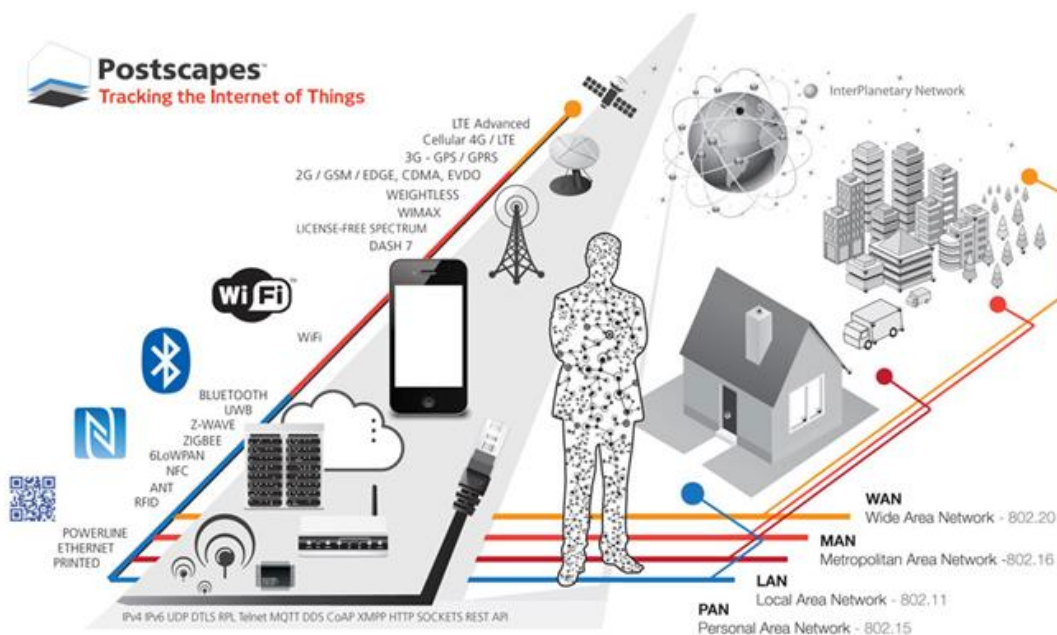 Postscapes™
Tracking the Internet of Things
InterPlanetary Network
LTE Advanced
Cellular 4G / LTE
3G - GPS / GPRS
2G / GSM / EDGE, CDMA, EVDO
WEIGHTLESS
WIMAX
LICENSE-FREE SPECTRUM
DASH 7
WiFi
WiFi
BLUETOOTH
UWB
Z-WAVE
ZIGBEE
6LoWPAN
NFC
ANT
RFID
POWERLINE
ETHERNET
PRINTED
WAN
Wide Area Network - 802.20
MAN
Metropolitan Area Network -802.16
LAN
Local Area Network - 802.11
PAN
Personal Area Network - 802.15
IPv4 IPv6 UDP DTLS RPL Telnet MQTT DDS CoAP XMPP HTTP SOCKETS REST API